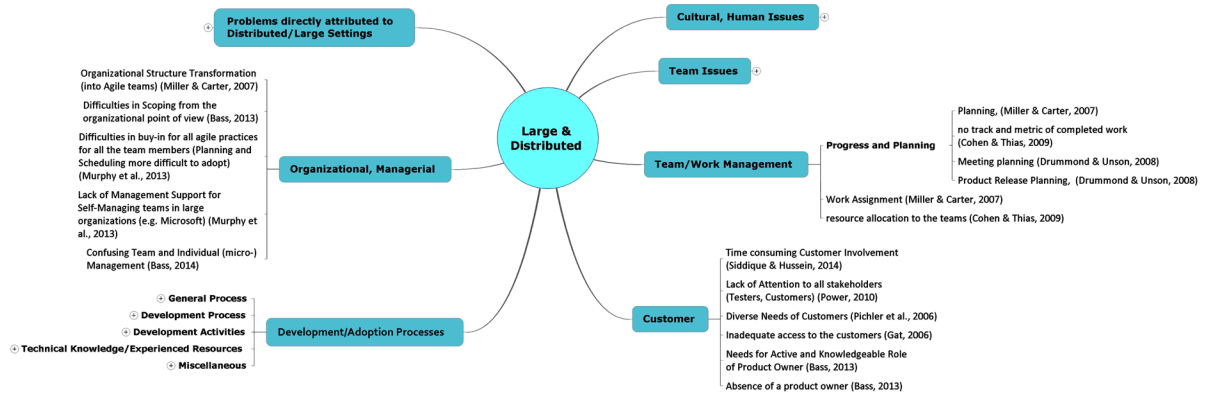 Problems directly attributed to
Distributed/Large Settings
Cultural, Human Issues
Team Issues
Large &
Distributed
Organizational Structure Transformation
(into Agile teams) (Miller & Carter, 2007)
Difficulties in Scoping from the
organizational point of view (Bass, 2013)
Difficulties in buy-in for all agile practices
for all the team members (Planning and
Scheduling more difficult to adopt)
(Murphy et al., 2013)
Lack of Management Support for
Self-Managing teams in large
organizations (e.g. Microsoft) (Murphy et
al., 2013)
Confusing Team and Individual (micro-)
Management (Bass, 2014)
Organizational, Managerial
Team/Work Management
Progress and Planning
Planning, (Miller & Carter, 2007)
no track and metric of completed work
(Cohen & Thias, 2009)
Meeting planning (Drummond & Unson, 2008)
Product Release Planning,  (Drummond & Unson, 2008)
Work Assignment (Miller & Carter, 2007)
resource allocation to the teams (Cohen & Thias, 2009)
General Process
Development Process
Development Activities
Technical Knowledge/Experienced Resources
Miscellaneous
Development/Adoption Processes
Customer
Time consuming Customer Involvement
(Siddique & Hussein, 2014)
Lack of Attention to all stakeholders
(Testers, Customers) (Power, 2010)
Diverse Needs of Customers (Pichler et al., 2006)
Inadequate access to the customers (Gat, 2006)
Needs for Active and Knowledgeable Role
of Product Owner (Bass, 2013)
Absence of a product owner (Bass, 2013)